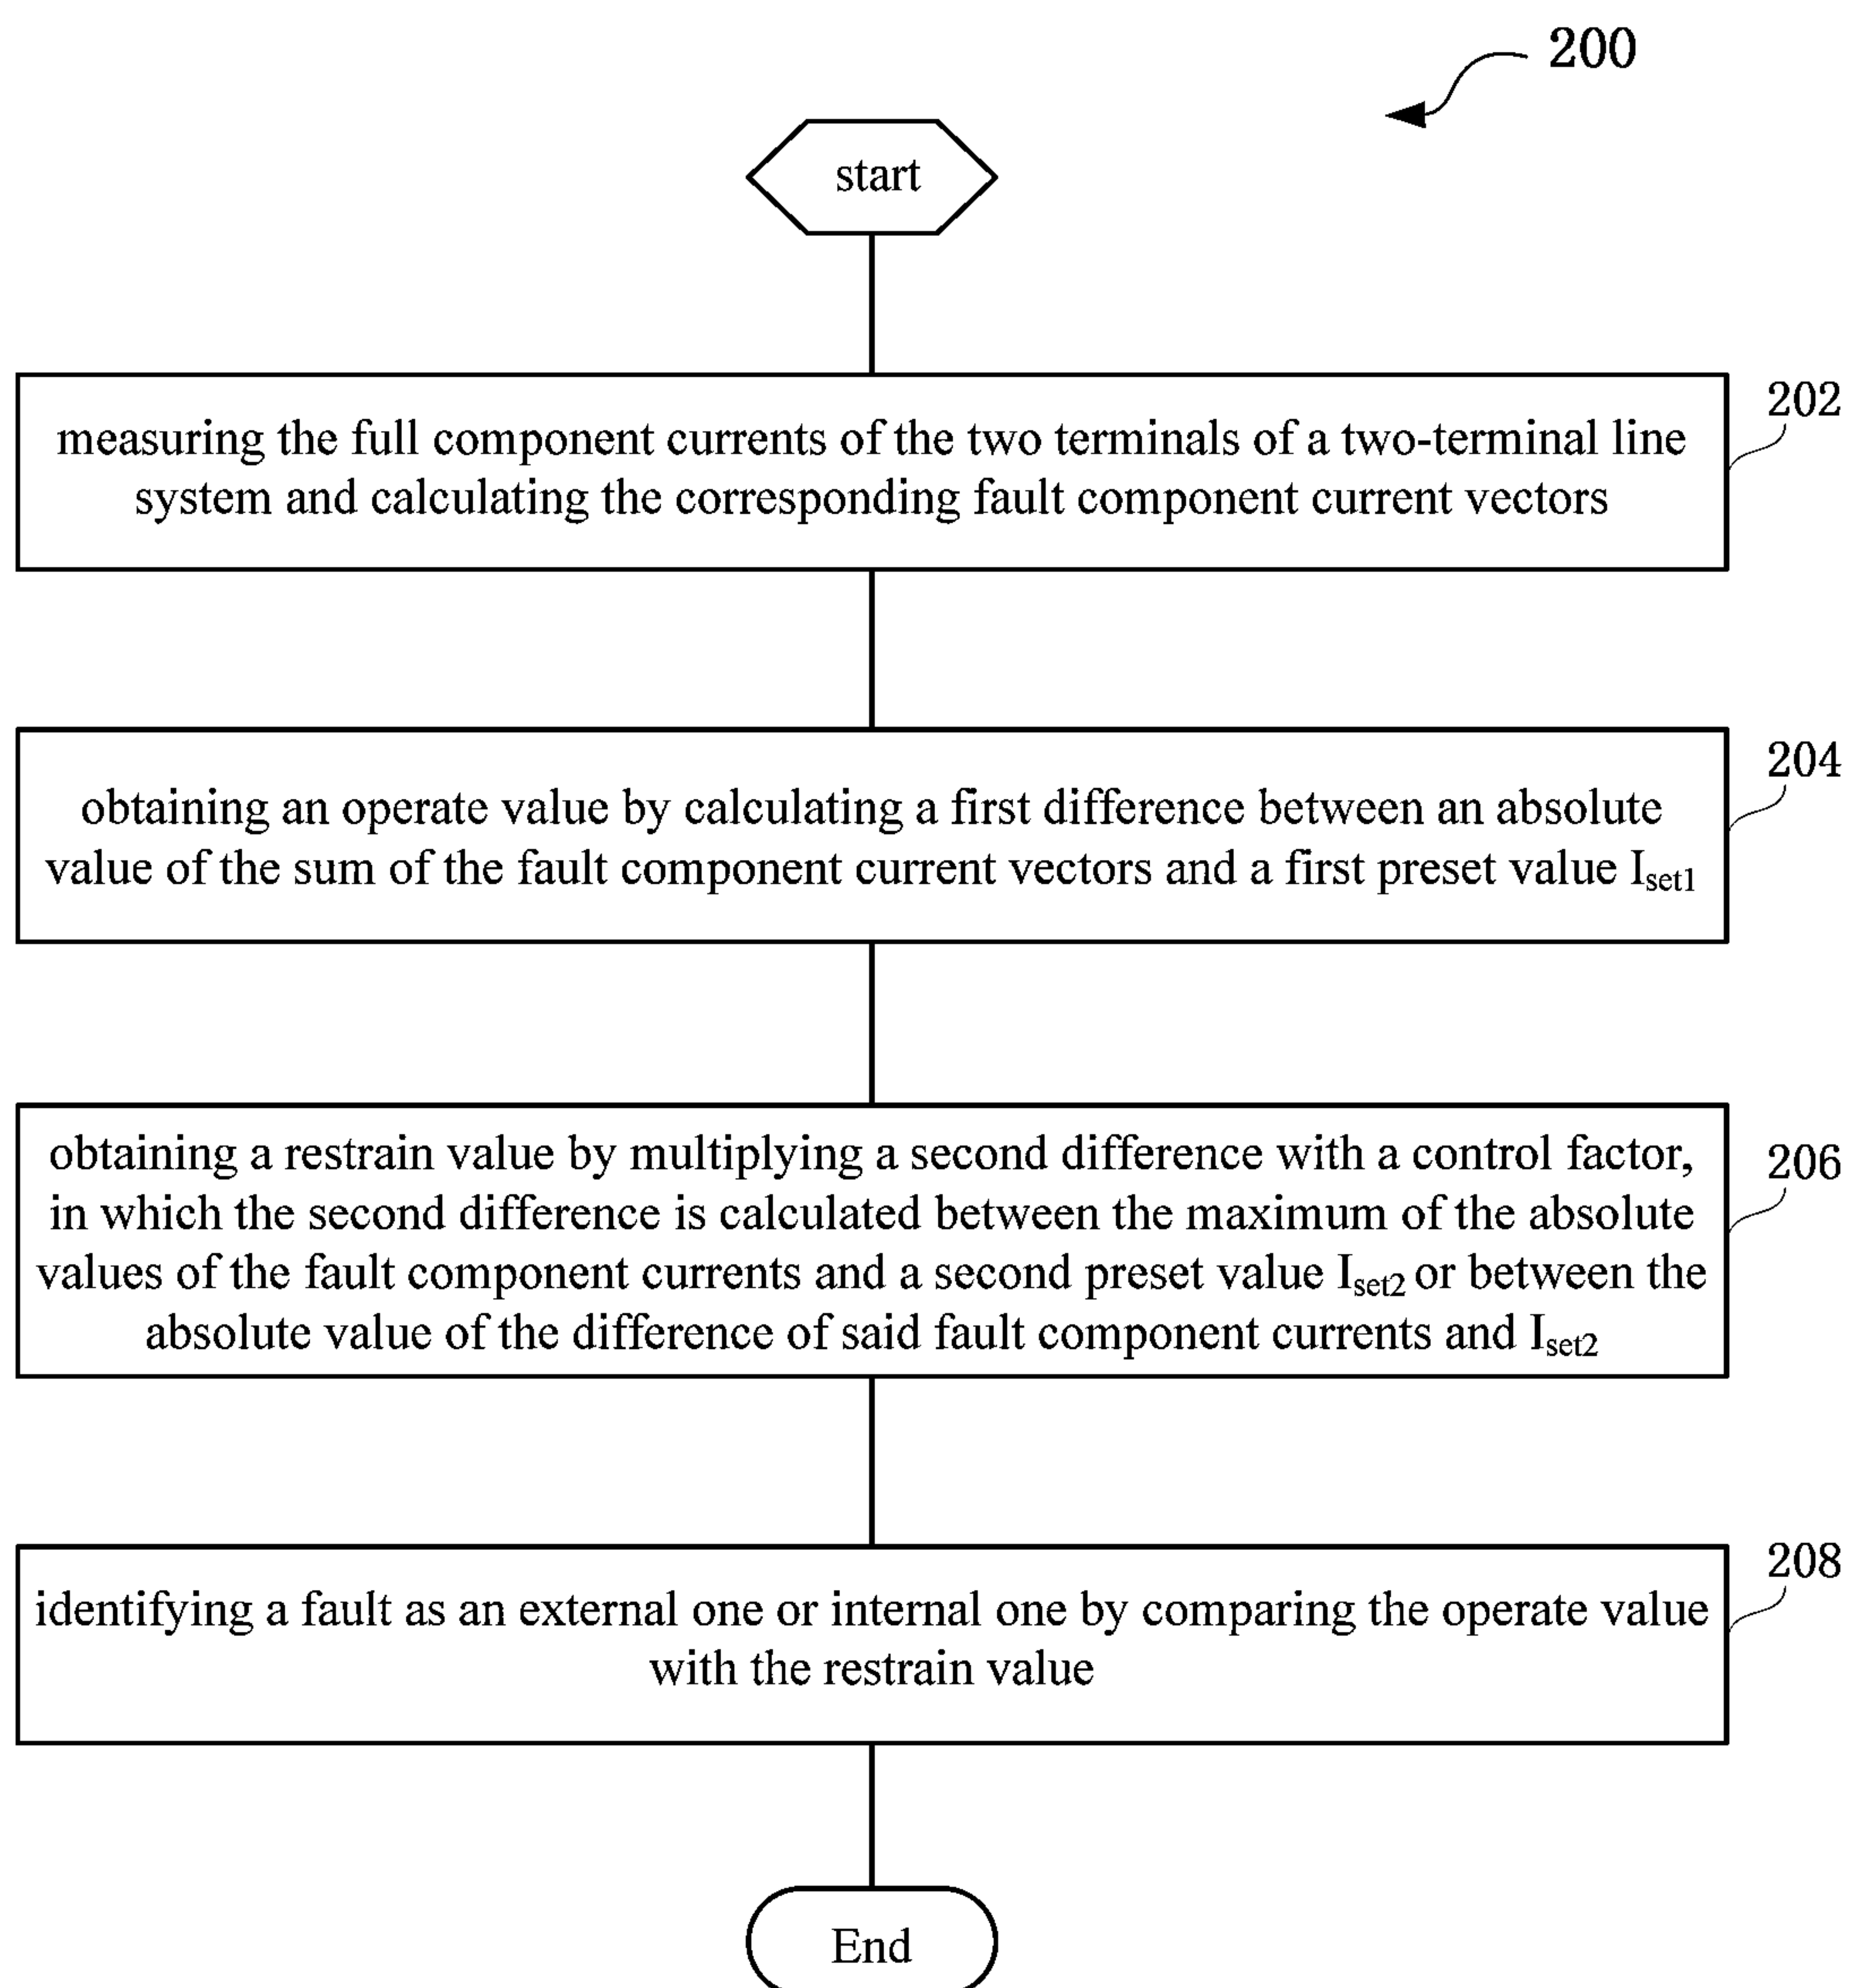 200
start
202
measuring the full component currents of the two terminals of a two-terminal line
system and calculating the corresponding fault component current vectors
204
obtaining an operate value by calculating a first difference between an absolute
value of the sum of the fault component current vectors and a first preset value Iset1
206
obtaining a restrain value by multiplying a second difference with a control factor,
in which the second difference is calculated between the maximum of the absolute
values of the fault component currents and a second preset value Iset2 or between the
absolute value of the difference of said fault component currents and Iset2
208
identifying a fault as an external one or internal one by comparing the operate value
with the restrain value
End